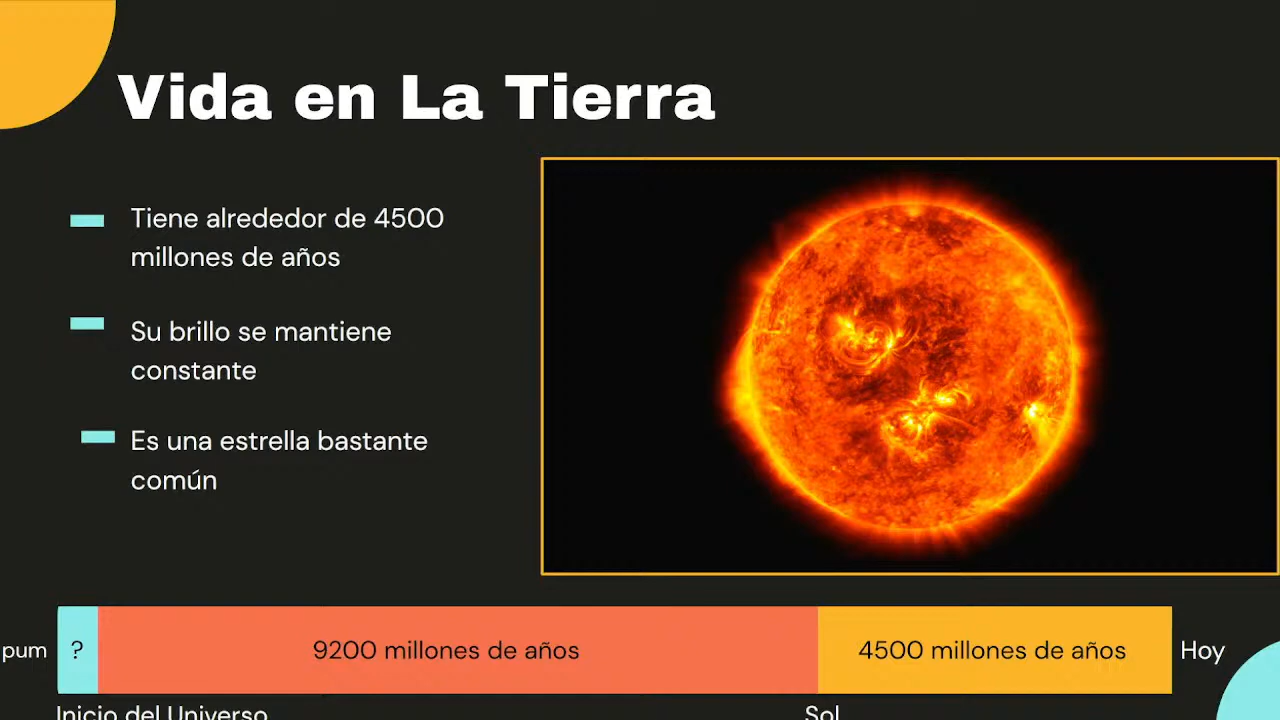 Vida en La Tierra
Tiene alrededor de 4500
millones de años
Su brillo se mantiene
constante
Es una estrella bastante
común
pum
?
9200 millones de años
4500 millones de años
Hoy
Inicio del Universo
Sol